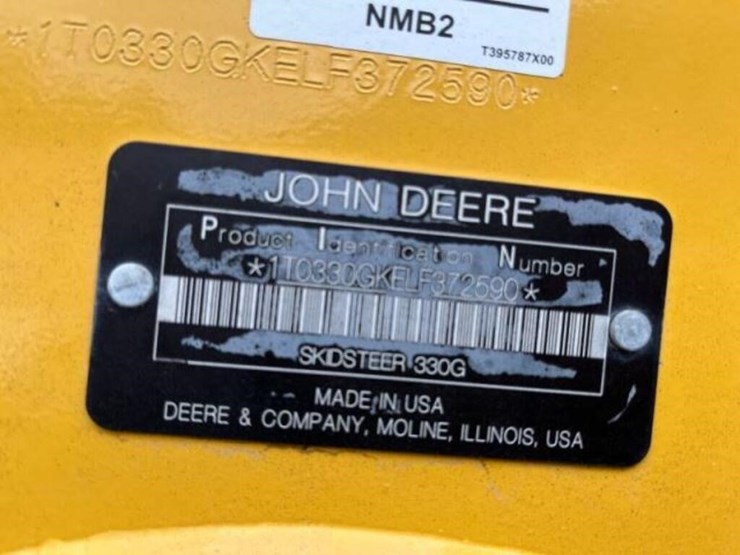 NMB2
T395787X00
*1T0330GKELF372590*
JOHN DEERE
Product Identification Number
*1T0330GKELF372590*
SKIDSTEER 330G
MADE IN USA
DEERE & COMPANY, MOLINE, ILLINOIS, USA